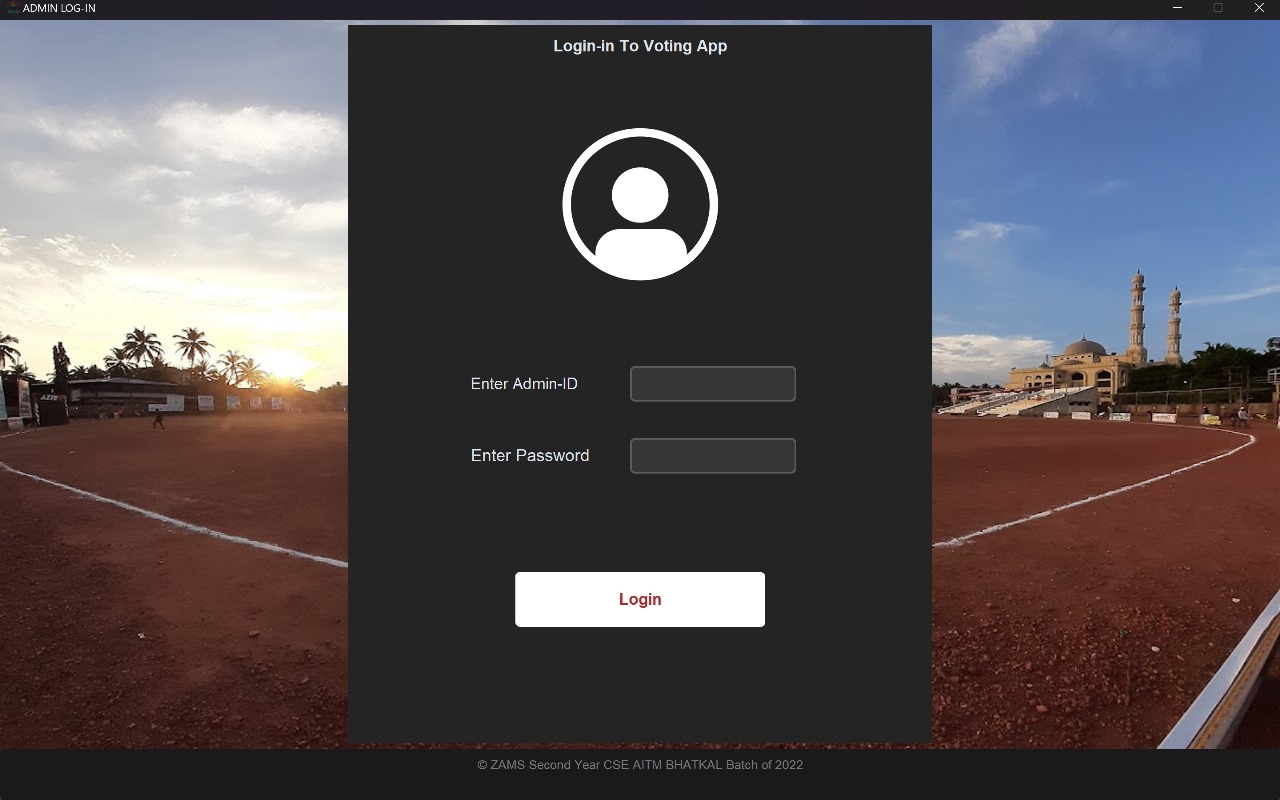 ADMIN LOG-IN
Login-in To Voting App
Enter Admin-ID
Enter Password
Login
© ZAMS Second Year CSE AITM BHATKAL Batch of 2022